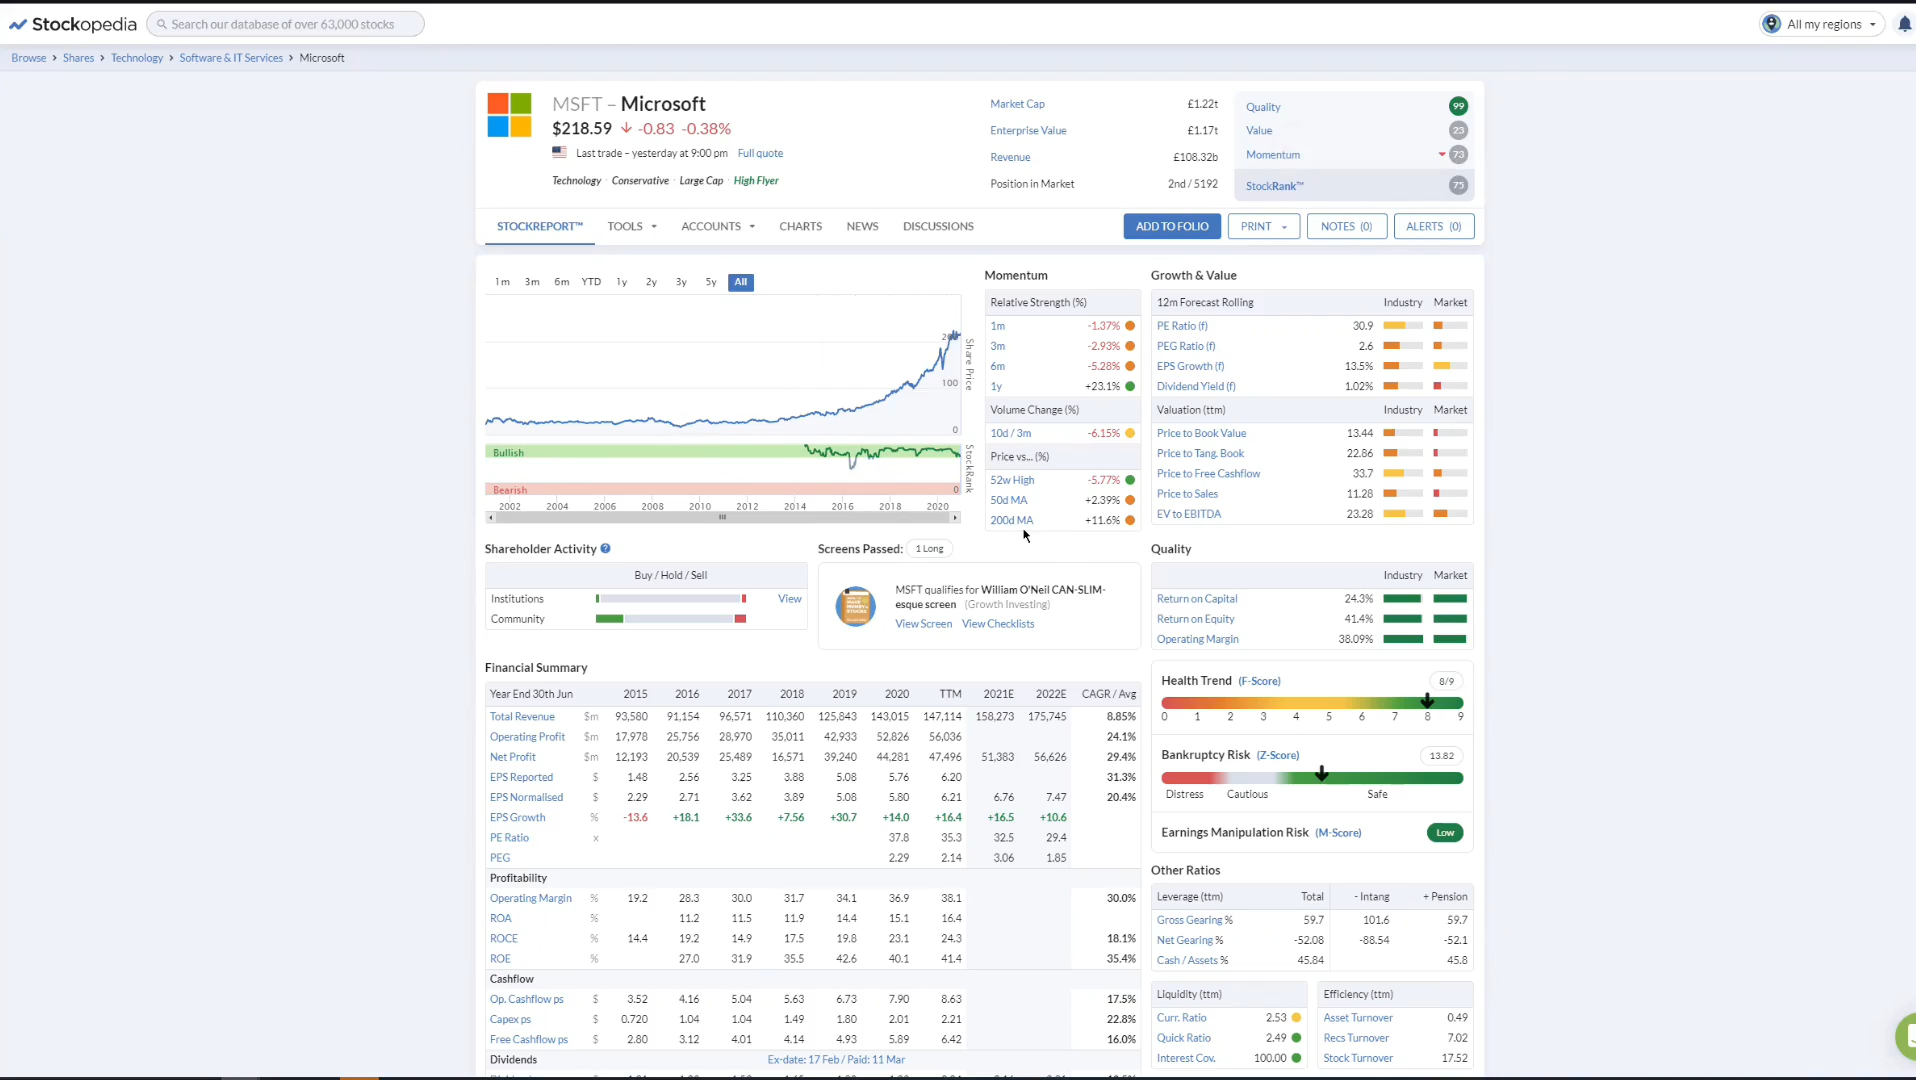 Stockopedia
Search our database of over 63,000 stocks
All my regions
Browse > Shares > Technology > Software & IT Services > Microsoft
MSFT – Microsoft
$218.59 ↓ -0.83 -0.38%
Last trade – yesterday at 9:00 pm Full quote
Technology · Conservative · Large Cap · High Flyer
Market Cap £1.22t
Enterprise Value £1.17t
Revenue £108.32b
Position in Market 2nd / 5192
Quality 99
Value 23
Momentum 73
StockRank™ 75
STOCKREPORT™ TOOLS ACCOUNTS CHARTS NEWS DISCUSSIONS
ADD TO FOLIO PRINT NOTES (0) ALERTS (0)
1m 3m 6m YTD 1y 2y 3y 5y All
100
0
Share Price
Bullish
Bearish 0
StockRank
2002 2004 2006 2008 2010 2012 2014 2016 2018 2020
Momentum
Relative Strength (%)
1m -1.37%
3m -2.93%
6m -5.28%
1y +23.1%
Volume Change (%)
10d / 3m -6.15%
Price vs... (%)
52w High -5.77%
50d MA +2.39%
200d MA +11.6%
Growth & Value
12m Forecast Rolling Industry Market
PE Ratio (f) 30.9
PEG Ratio (f) 2.6
EPS Growth (f) 13.5%
Dividend Yield (f) 1.02%
Valuation (ttm) Industry Market
Price to Book Value 13.44
Price to Tang. Book 22.86
Price to Free Cashflow 33.7
Price to Sales 11.28
EV to EBITDA 23.28
Shareholder Activity ?
Buy / Hold / Sell
Institutions View
Community
Screens Passed: 1 Long
MSFT qualifies for William O'Neil CAN-SLIM-
esque screen (Growth Investing)
View Screen View Checklists
Quality
Industry Market
Return on Capital 24.3%
Return on Equity 41.4%
Operating Margin 38.09%
Financial Summary
Year End 30th Jun 2015 2016 2017 2018 2019 2020 TTM 2021E 2022E CAGR / Avg
Total Revenue $m 93,580 91,154 96,571 110,360 125,843 143,015 147,114 158,273 175,745 8.85%
Operating Profit $m 17,978 25,756 28,970 35,011 42,933 52,826 56,036 24.1%
Net Profit $m 12,193 20,539 25,489 16,571 39,240 44,281 47,496 51,383 56,626 29.4%
EPS Reported $ 1.48 2.56 3.25 3.88 5.08 5.76 6.20 31.3%
EPS Normalised $ 2.29 2.71 3.62 3.89 5.08 5.80 6.21 6.76 7.47 20.4%
EPS Growth % -13.6 +18.1 +33.6 +7.56 +30.7 +14.0 +16.4 +16.5 +10.6
PE Ratio x 37.8 35.3 32.5 29.4
PEG 2.29 2.14 3.06 1.85
Profitability
Operating Margin % 19.2 28.3 30.0 31.7 34.1 36.9 38.1 30.0%
ROA % 11.2 11.5 11.9 14.4 15.1 16.4
ROCE % 14.4 19.2 14.9 17.5 19.8 23.1 24.3 18.1%
ROE % 27.0 31.9 35.5 42.6 40.1 41.4 35.4%
Cashflow
Op. Cashflow ps $ 3.52 4.16 5.04 5.63 6.73 7.90 8.63 17.5%
Capex ps $ 0.720 1.04 1.04 1.49 1.80 2.01 2.21 22.8%
Free Cashflow ps $ 2.80 3.12 4.01 4.14 4.93 5.89 6.42 16.0%
Dividends Ex-date: 17 Feb / Paid: 11 Mar
Health Trend (F-Score) 8/9
0 1 2 3 4 5 6 7 8 9
Bankruptcy Risk (Z-Score) 13.82
Distress Cautious Safe
Earnings Manipulation Risk (M-Score) Low
Other Ratios
Leverage (ttm) Total - Intang + Pension
Gross Gearing % 59.7 101.6 59.7
Net Gearing % -52.08 -88.54 -52.1
Cash / Assets % 45.84 45.8
Liquidity (ttm)
Curr. Ratio 2.53
Quick Ratio 2.49
Interest Cov. 100.00
Efficiency (ttm)
Asset Turnover 0.49
Recs Turnover 7.02
Stock Turnover 17.52